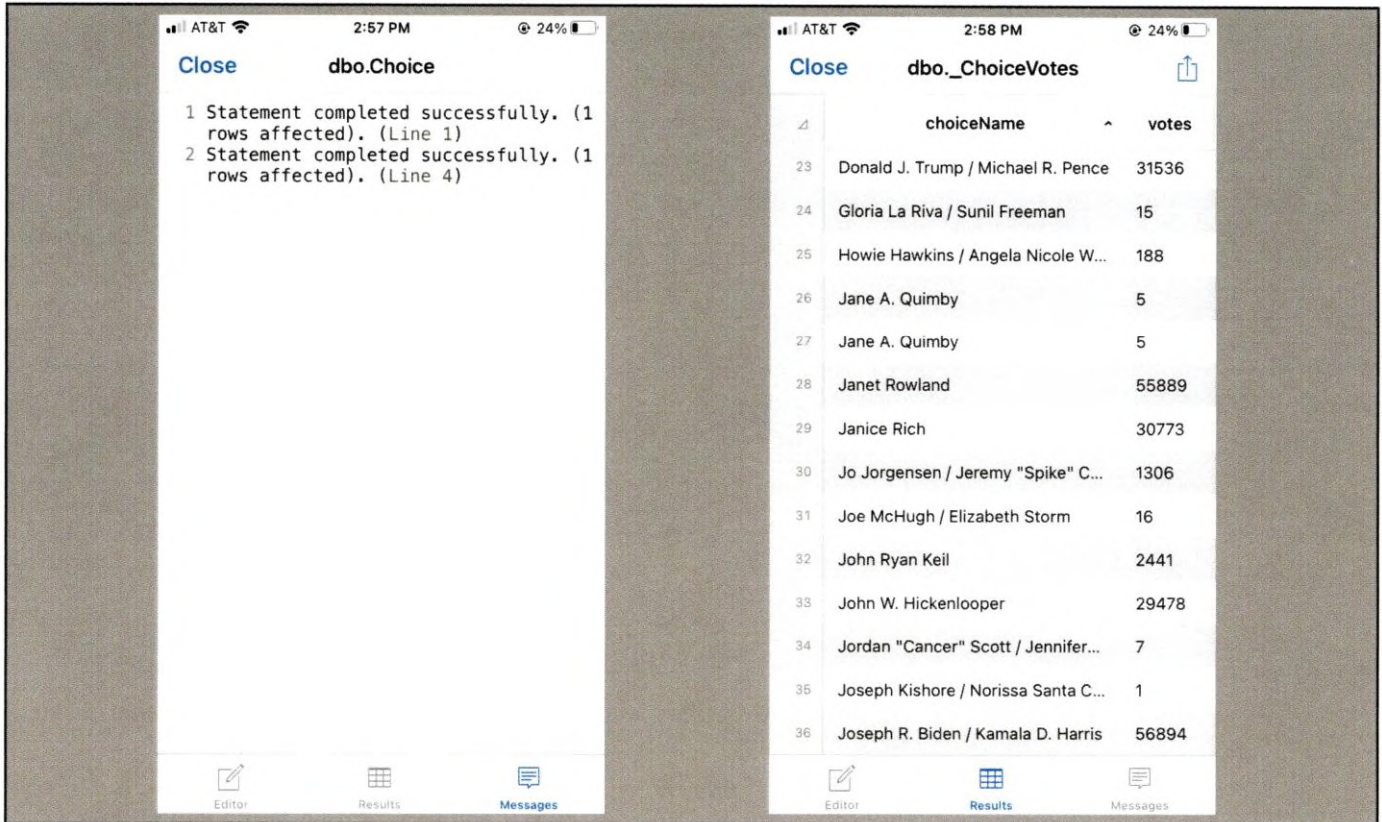 AT&T 2:57 PM 24%
Close dbo.Choice
1 Statement completed successfully. (1
rows affected). (Line 1)
2 Statement completed successfully. (1
rows affected). (Line 4)
Editor Results Messages
AT&T 2:58 PM 24%
Close dbo._ChoiceVotes
choiceName votes
23 Donald J. Trump / Michael R. Pence 31536
24 Gloria La Riva / Sunil Freeman 15
25 Howie Hawkins / Angela Nicole W... 188
26 Jane A. Quimby 5
27 Jane A. Quimby 5
28 Janet Rowland 55889
29 Janice Rich 30773
30 Jo Jorgensen / Jeremy "Spike" C... 1306
31 Joe McHugh / Elizabeth Storm 16
32 John Ryan Keil 2441
33 John W. Hickenlooper 29478
34 Jordan "Cancer" Scott / Jennifer... 7
35 Joseph Kishore / Norissa Santa C... 1
36 Joseph R. Biden / Kamala D. Harris 56894
Editor Results Messages